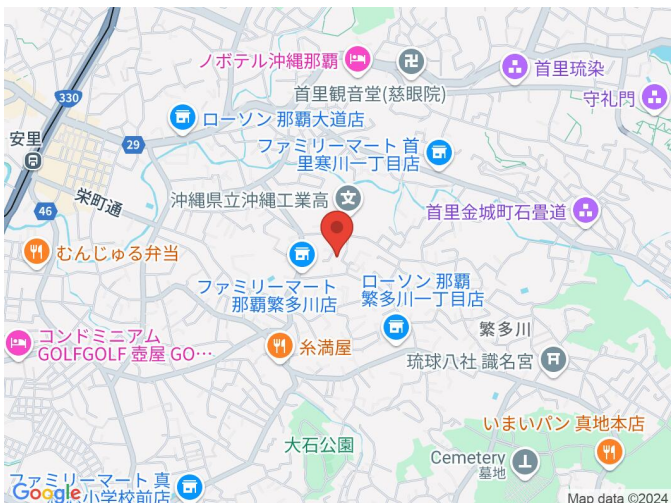 ノボテル沖縄那覇
首里観音堂(慈眼院)
首里琉染
守礼門
330
ローソン 那覇大道店
29
安里
ファミリーマート 首
里寒川一丁目店
栄町通
沖縄県立沖縄工業高
46
首里金城町石畳道
むんじゅる弁当
ファミリーマート
那覇繁多川店
ローソン 那覇
繁多川一丁目店
コンドミニアム
GOLFGOLF 壺屋 GO…
糸満屋
繁多川
琉球八社 識名宮
いまいパン 真地本店
大石公園
Cemetery
墓地
ファミリーマート 真
小学校前店
Google
Map data ©2024